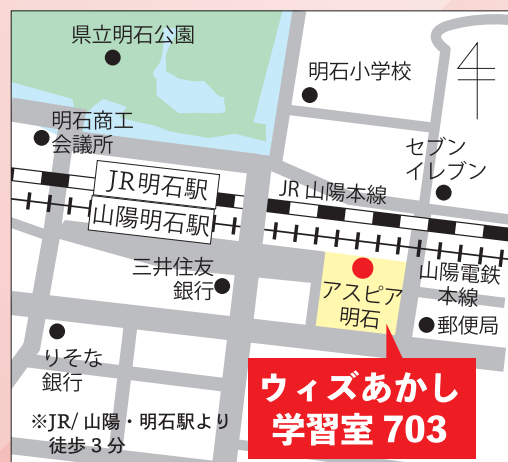 県立明石公園
明石小学校
明石商工
会議所
セブン
イレブン
JR明石駅
JR山陽本線
山陽明石駅
三井住友
銀行
アスピア
明石
山陽電鉄
本線
郵便局
りそな
銀行
ウィズあかし
学習室 703
※JR/山陽・明石駅より
徒歩3分